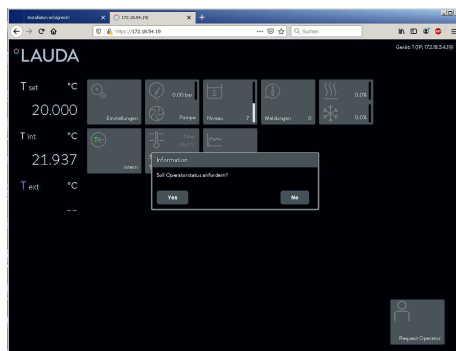 Installation erfolgreich!
172.18.54.19/
https://172.18.54.19
Suchen
Gerät: 7 (IP: 172.18.54.19)
°LAUDA
T set °C
20.000
Einstellungen
0.00 bar
Pumpe
Niveau 7
Meldungen 0
0.0%
0.0%
T int °C
21.937
T←
intern
Information
Soll Operatorstatus anfordern?
Yes
No
T ext °C
--
Request Operator